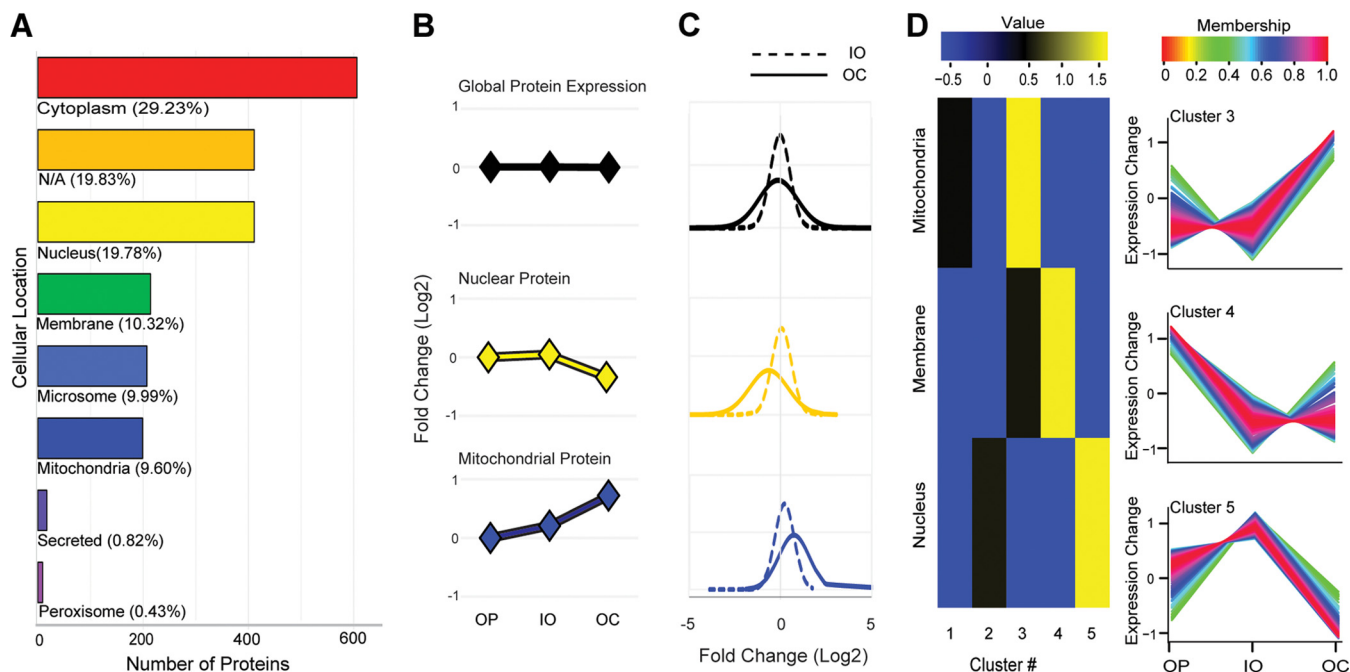 A
Cellular Location
Cytoplasm (29.23%)
N/A (19.83%)
Nucleus(19.78%)
Membrane (10.32%)
Microsome (9.99%)
Mitochondria (9.60%)
Secreted (0.82%)
Peroxisome (0.43%)
0 200 400 600
Number of Proteins
B
Fold Change (Log2)
Global Protein Expression
1
0
-1
Nuclear Protein
1
0
-1
Mitochondrial Protein
1
0
-1
OP IO OC
C
IO
OC
-5 0 5
Fold Change (Log2)
D
Value
−0.5 0 0.5 1 1.5
Mitochondria
Membrane
Nucleus
1 2 3 4 5
Cluster #
Membership
0 0.2 0.4 0.6 0.8 1.0
Cluster 3
Expression Change
1
0
−1
Cluster 4
Expression Change
1
0
−1
Cluster 5
Expression Change
1
0
−1
OP IO OC